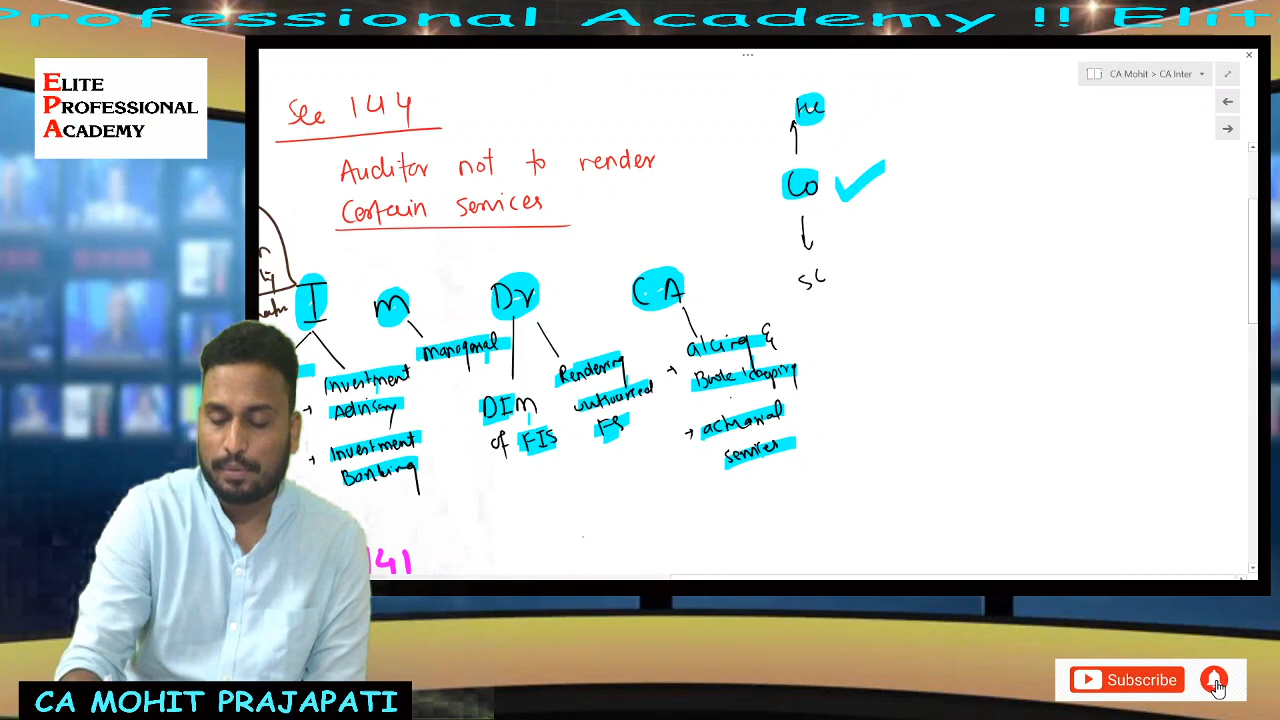 Professional Academy !! Elit
ELITE
PROFESSIONAL
ACADEMY
CA Mohit > CA Inter
Sec 144
Auditor not to render
Certain services
HC
Co
SC
I
M
Dr
CA
Investment
Advisory
Investment
Banking
managerial
DIM
of FIS
Rendering
outsourced
FS
&
Book keeping
actuarial
services
141
Subscribe
CA MOHIT PRAJAPATI